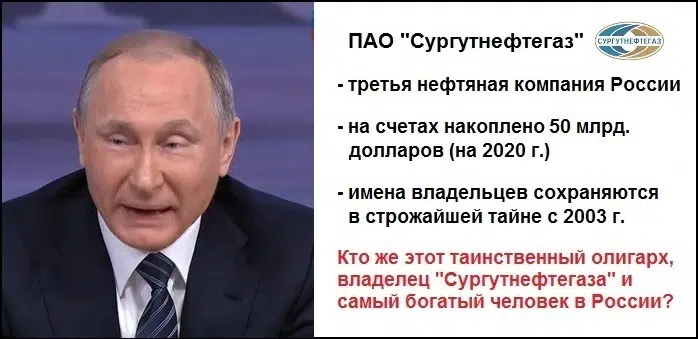 ПАО "Сургутнефтегаз"
СУРГУТНЕФТЕГАЗ
- третья нефтяная компания России
- на счетах накоплено 50 млрд.
долларов (на 2020 г.)
- имена владельцев сохраняются
в строжайшей тайне с 2003 г.
Кто же этот таинственный олигарх,
владелец "Сургутнефтегаза" и
самый богатый человек в России?